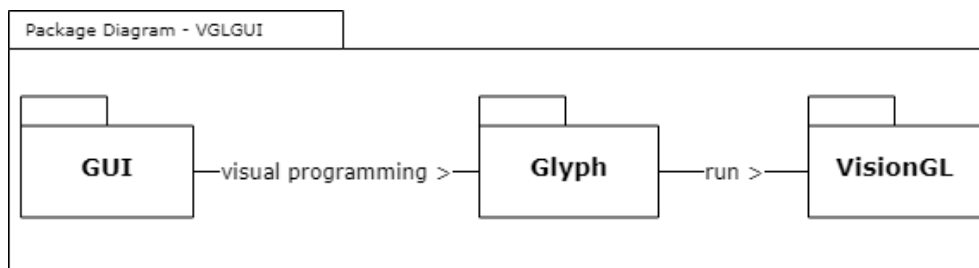 Package Diagram - VGLGUI
GUI
visual programming >
Glyph
run >
VisionGL